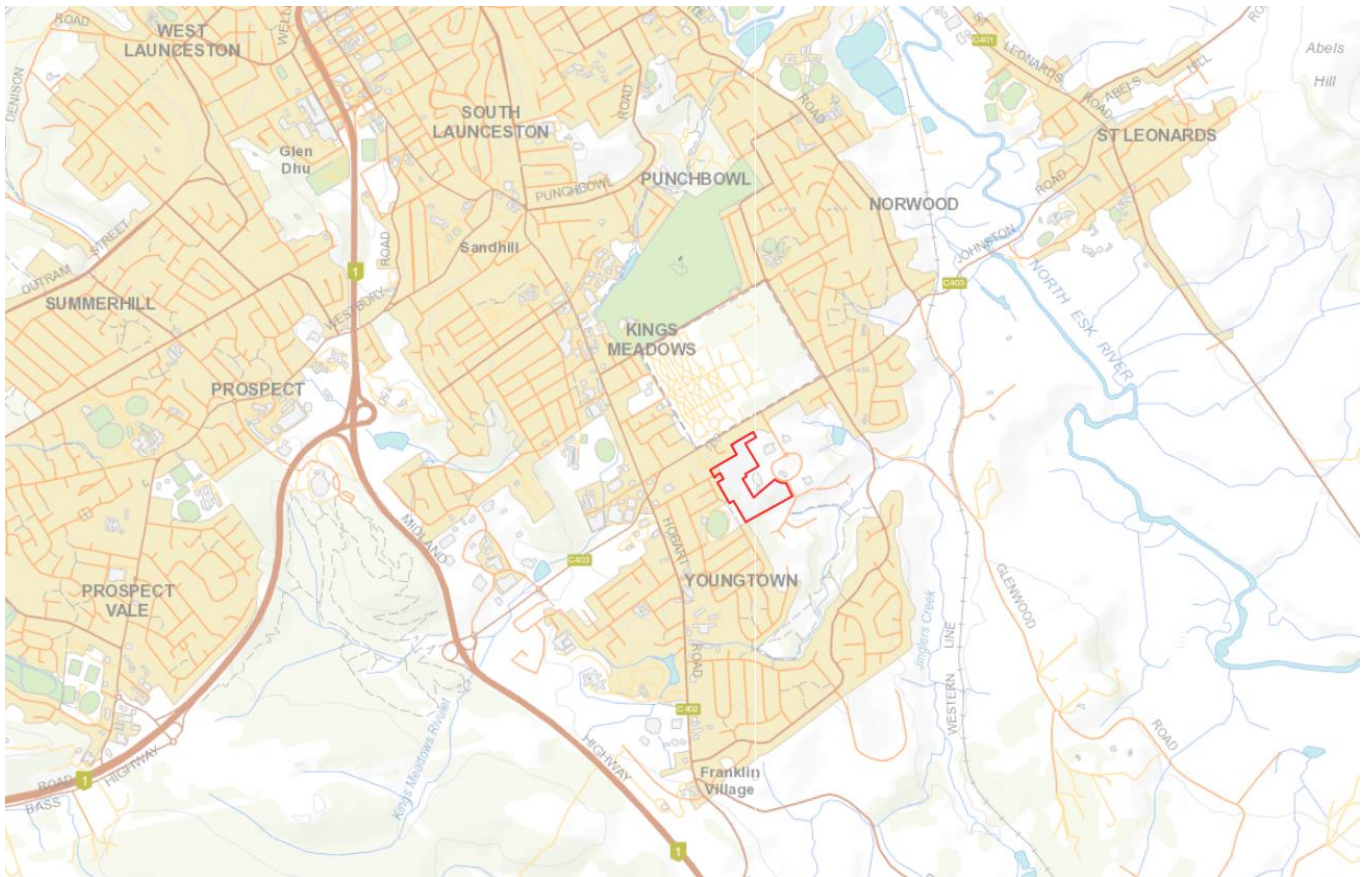 ROAD
WEST
LAUNCESTON
DENISON
C401
ST
LEONARDS
ROAD
ABELS
HILL
Abels
Hill
ROAD
SOUTH
LAUNCESTON
ROAD
ST LEONARDS
Glen
Dhu
PUNCHBOWL
PUNCHBOWL
ROAD
NORWOOD
JOHNSTON
ROAD
Sandhill
OUTRAM
STREET
ROAD
1
NORTH ESK RIVER
C403
SUMMERHILL
WESTBURY
KINGS
MEADOWS
PROSPECT
MIDLAND
HOBART
C403
YOUNGTOWN
GLENWOOD
PROSPECT
VALE
Jinglers Creek
WESTERN LINE
ROAD
C402
ROAD
Kings Meadows Rivulet
HIGHWAY
Franklin
Village
ROAD
HIGHWAY
1
BASS
1